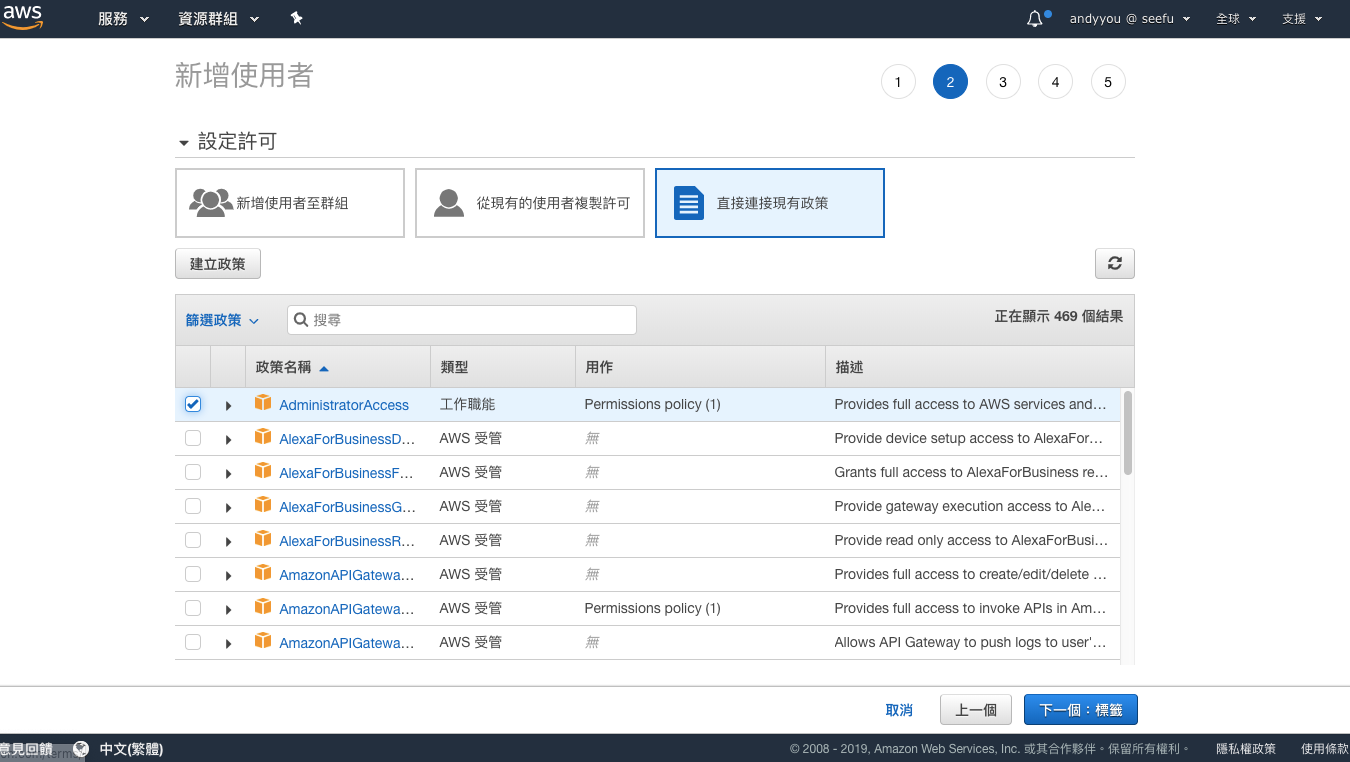 aws 服務 資源群組 andyyou @ seefu 全球 支援
新增使用者 1 2 3 4 5
設定許可
新增使用者至群組 從現有的使用者複製許可 直接連接現有政策
建立政策
篩選政策 搜尋 正在顯示 469 個結果
政策名稱 類型 用作 描述
AdministratorAccess 工作職能 Permissions policy (1) Provides full access to AWS services and…
AlexaForBusinessD… AWS 受管 無 Provide device setup access to AlexaFor…
AlexaForBusinessF… AWS 受管 無 Grants full access to AlexaForBusiness re…
AlexaForBusinessG… AWS 受管 無 Provide gateway execution access to Ale…
AlexaForBusinessR… AWS 受管 無 Provide read only access to AlexaForBusi…
AmazonAPIGatewa… AWS 受管 無 Provides full access to create/edit/delete …
AmazonAPIGatewa… AWS 受管 Permissions policy (1) Provides full access to invoke APIs in Am…
AmazonAPIGatewa… AWS 受管 無 Allows API Gateway to push logs to user'…
取消 上一個 下一個：標籤
意見回饋 中文(繁體) © 2008 - 2019, Amazon Web Services, Inc. 或其合作夥伴。保留所有權利。 隱私權政策 使用條款